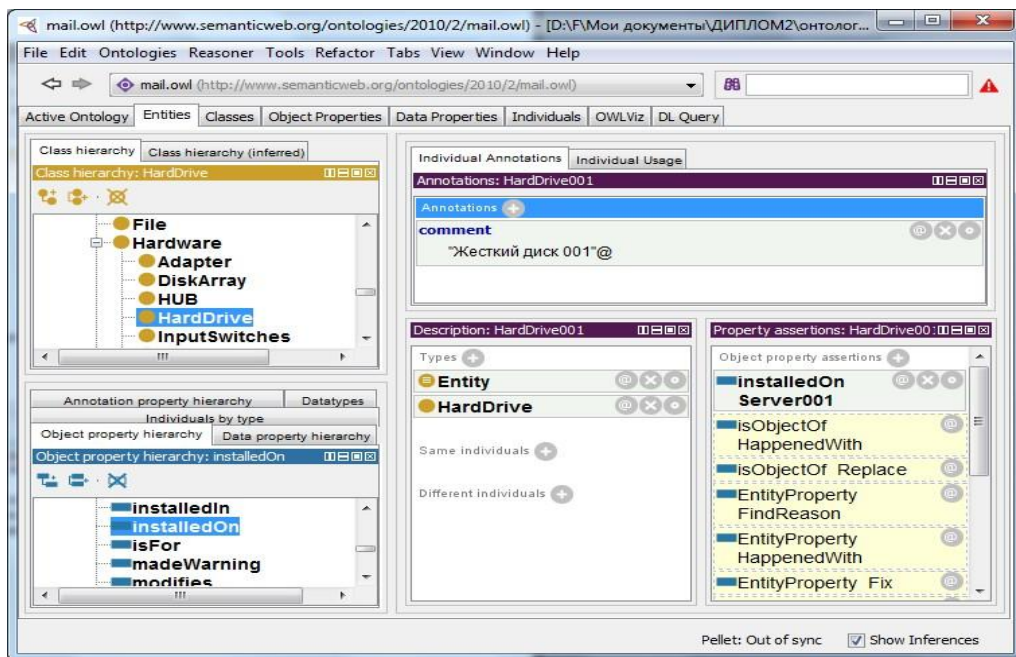 mail.owl (http://www.semanticweb.org/ontologies/2010/2/mail.owl) - [D:\F\Мои документы\ДИПЛОМ2\онтолог...
File Edit Ontologies Reasoner Tools Refactor Tabs View Window Help
mail.owl (http://www.semanticweb.org/ontologies/2010/2/mail.owl)
Active Ontology Entities Classes Object Properties Data Properties Individuals OWLViz DL Query
Class hierarchy Class hierarchy (inferred)
Class hierarchy: HardDrive
File
Hardware
Adapter
DiskArray
HUB
HardDrive
InputSwitches
Annotation property hierarchy Datatypes
Individuals by type
Object property hierarchy Data property hierarchy
Object property hierarchy: installedOn
installedIn
installedOn
isFor
madeWarning
modifies
Individual Annotations Individual Usage
Annotations: HardDrive001
Annotations
comment
"Жесткий диск 001"@
Description: HardDrive001
Types
Entity
HardDrive
Same individuals
Different individuals
Property assertions: HardDrive00:
Object property assertions
installedOn
Server001
isObjectOf
HappenedWith
isObjectOf Replace
EntityProperty
FindReason
EntityProperty
HappenedWith
EntityProperty Fix
Pellet: Out of sync Show Inferences